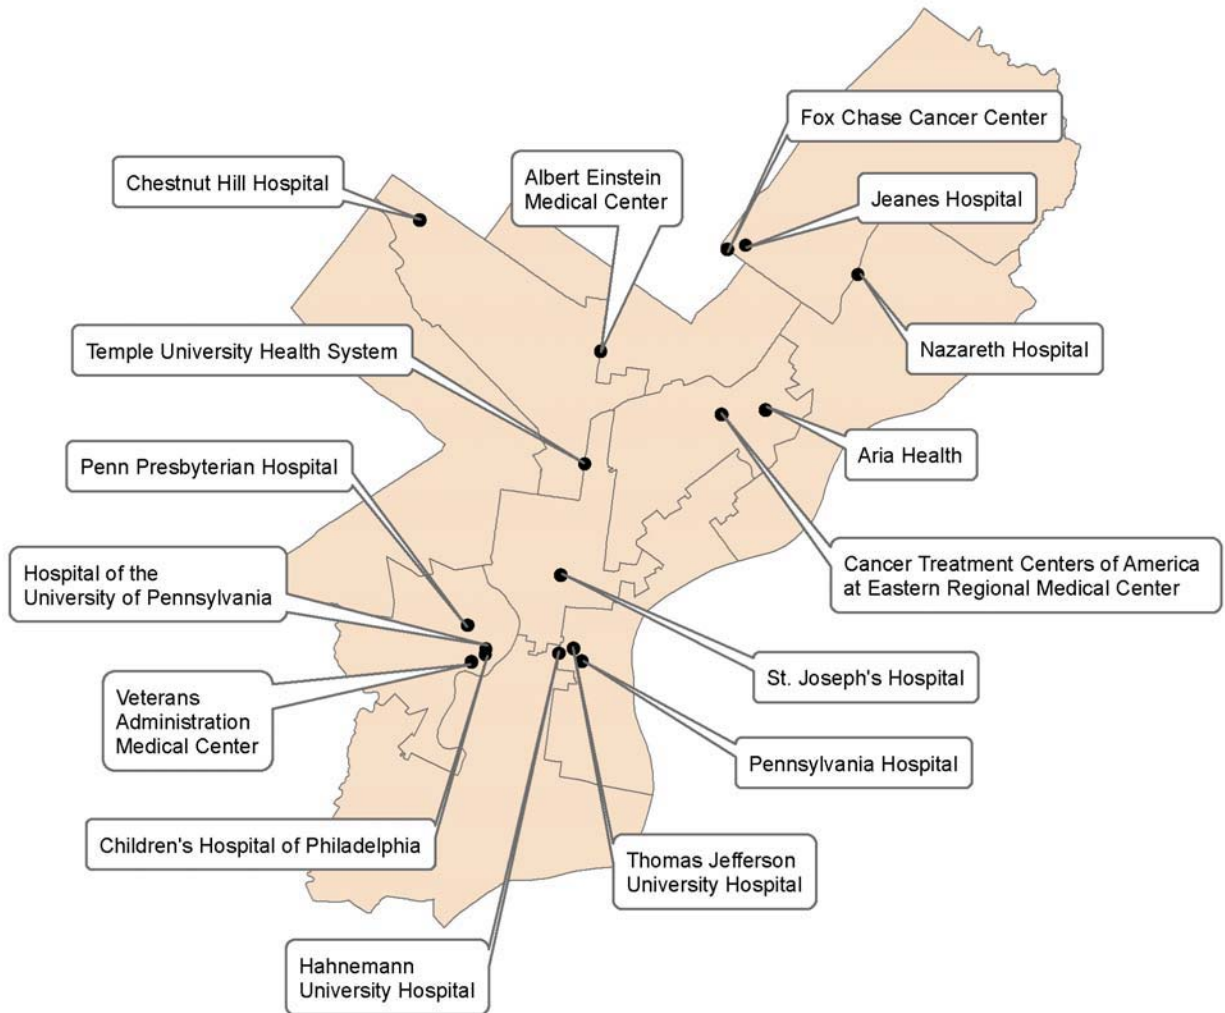 Fox Chase Cancer Center
Chestnut Hill Hospital
Albert Einstein
Medical Center
Jeanes Hospital
Temple University Health System
Nazareth Hospital
Penn Presbyterian Hospital
Aria Health
Hospital of the
University of Pennsylvania
Cancer Treatment Centers of America
at Eastern Regional Medical Center
Veterans
Administration
Medical Center
St. Joseph's Hospital
Pennsylvania Hospital
Children's Hospital of Philadelphia
Thomas Jefferson
University Hospital
Hahnemann
University Hospital